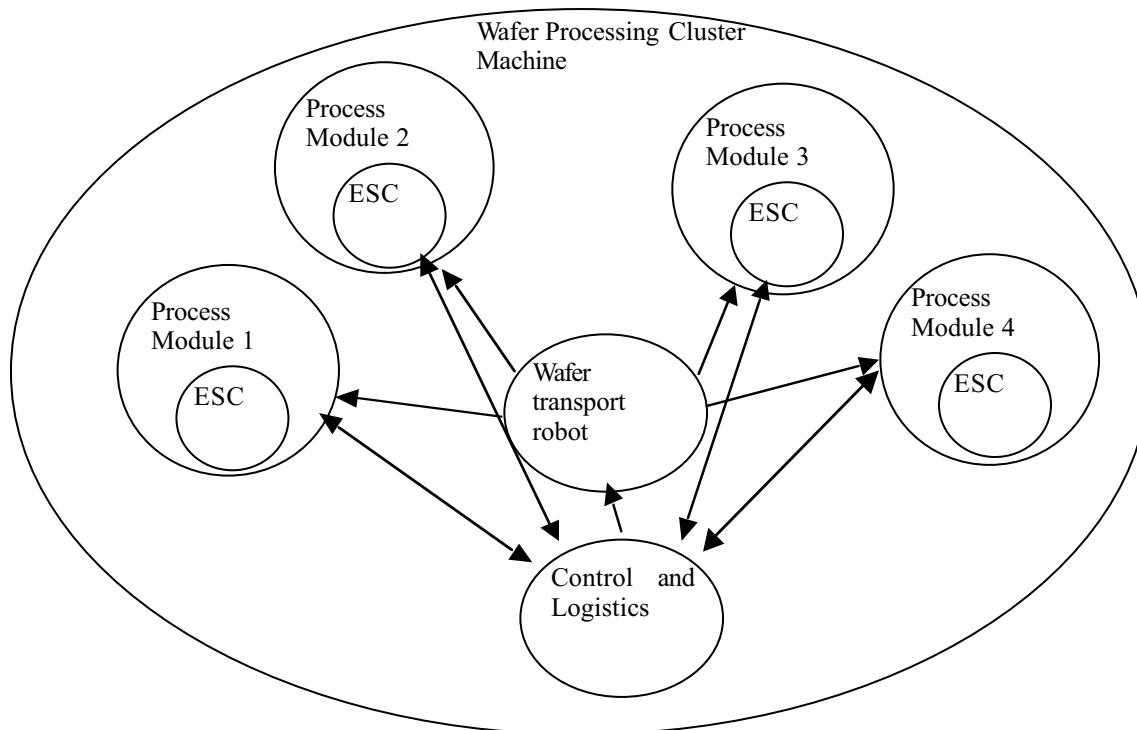 Wafer Processing Cluster
Machine
Process
Module 2
ESC
Process
Module 3
ESC
Process
Module 1
ESC
Process
Module 4
ESC
Wafer
transport
robot
Control and
Logistics